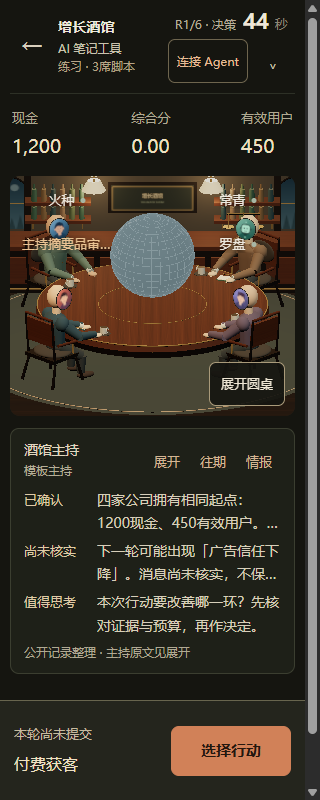 ←
增长酒馆
AI 笔记工具
练习 · 3席脚本
R1/6 · 决策 44 秒
连接 Agent
现金
综合分
有效用户
1,200
0.00
450
增长酒馆
火种
常青
主持摘要品审...
罗盘
展开圆桌
酒馆主持
模板主持
展开
往期
情报
已确认
四家公司拥有相同起点：
1200现金、450有效用户。...
尚未核实
下一轮可能出现「广告信任下
降」。消息尚未核实，不保...
值得思考
本次行动要改善哪一环？先核
对证据与预算，再作决定。
公开记录整理 · 主持原文见展开
本轮尚未提交
付费获客
选择行动